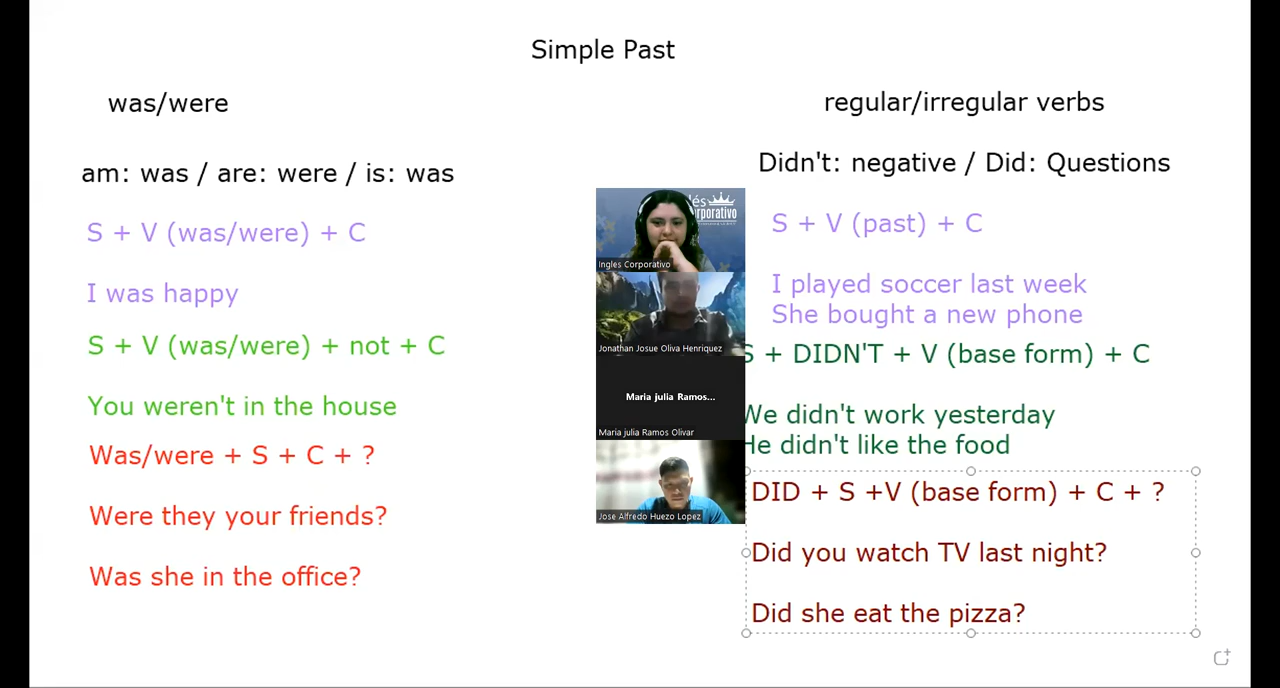 Simple Past
was/were
am: was / are: were / is: was
S + V (was/were) + C
I was happy
S + V (was/were) + not + C
You weren't in the house
Was/were + S + C + ?
Were they your friends?
Was she in the office?
regular/irregular verbs
Didn't: negative / Did: Questions
S + V (past) + C
I played soccer last week
She bought a new phone
S + DIDN'T + V (base form) + C
We didn't work yesterday
He didn't like the food
DID + S +V (base form) + C + ?
Did you watch TV last night?
Did she eat the pizza?
Ingles Corporativo
Jonathan Josue Oliva Henriquez
Maria julia Ramos...
Maria julia Ramos Olivar
Jose Alfredo Huezo Lopez